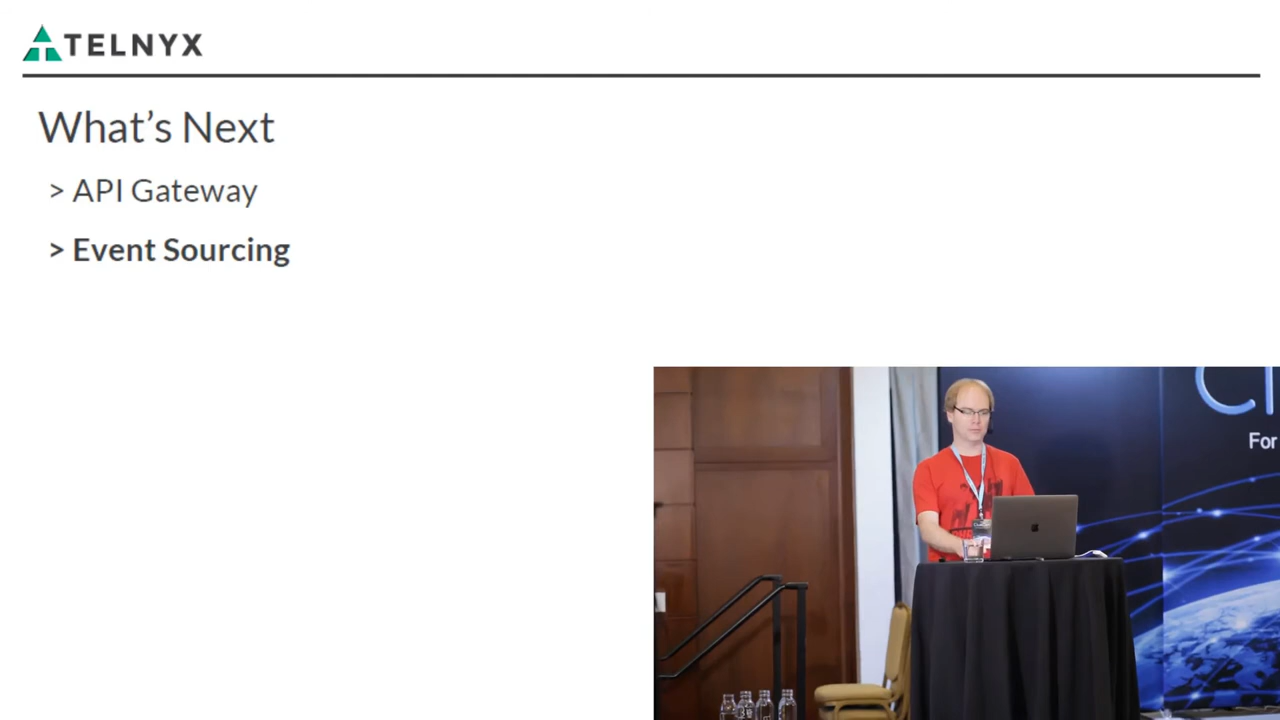 TELNYX
What's Next
> API Gateway
> Event Sourcing
For